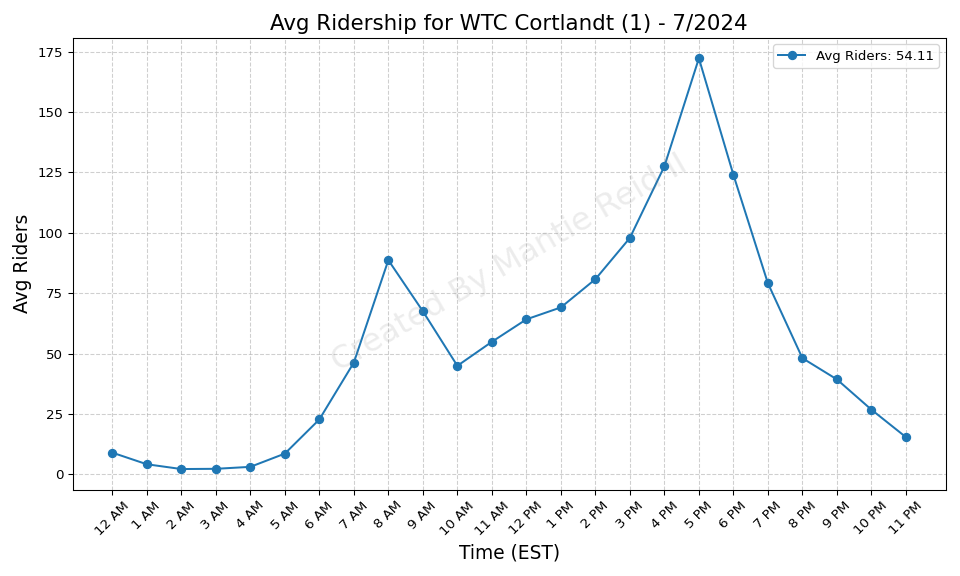 Avg Ridership for WTC Cortlandt (1) - 7/2024
Avg Riders: 54.11
Avg Riders
175
150
125
100
75
50
25
0
12 AM
1 AM
2 AM
3 AM
4 AM
5 AM
6 AM
7 AM
8 AM
9 AM
10 AM
11 AM
12 PM
1 PM
2 PM
3 PM
4 PM
5 PM
6 PM
7 PM
8 PM
9 PM
10 PM
11 PM
Time (EST)
Created By Mantle Reidril